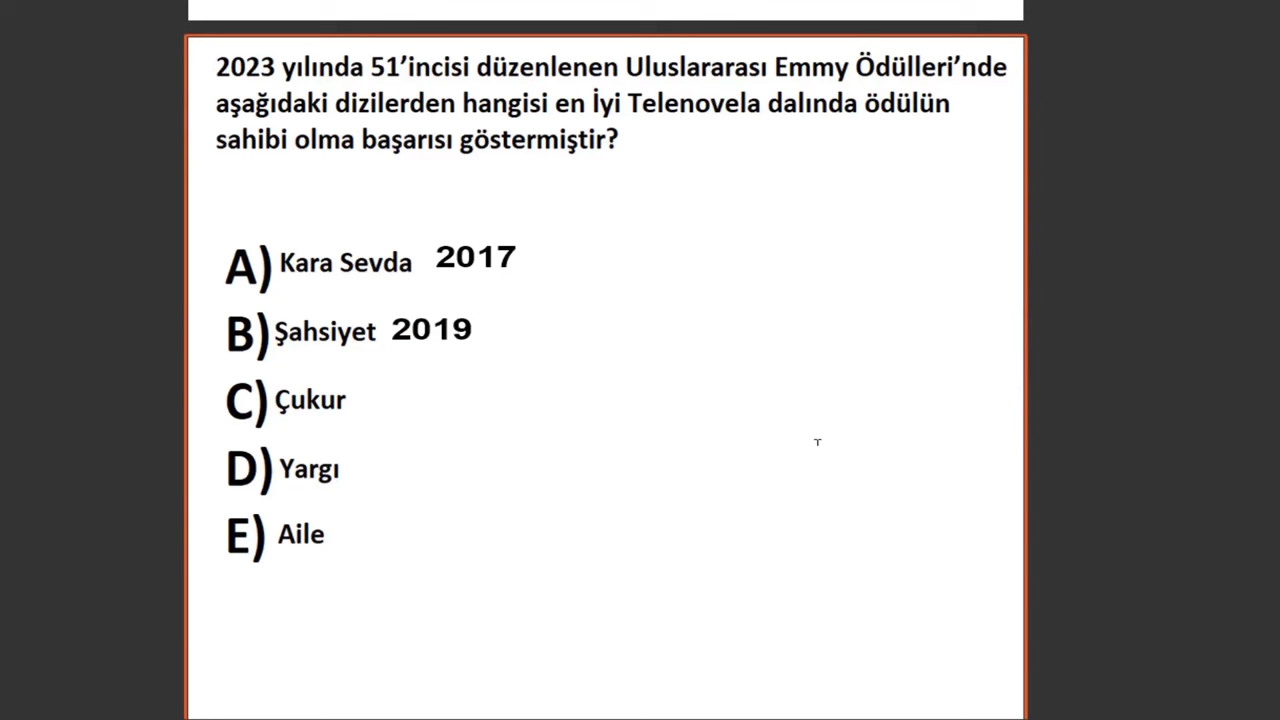 2023 yılında 51’incisi düzenlenen Uluslararası Emmy Ödülleri’nde
aşağıdaki dizilerden hangisi en İyi Telenovela dalında ödülün
sahibi olma başarısı göstermiştir?
A) Kara Sevda 2017
B) Şahsiyet 2019
C) Çukur
D) Yargı
E) Aile